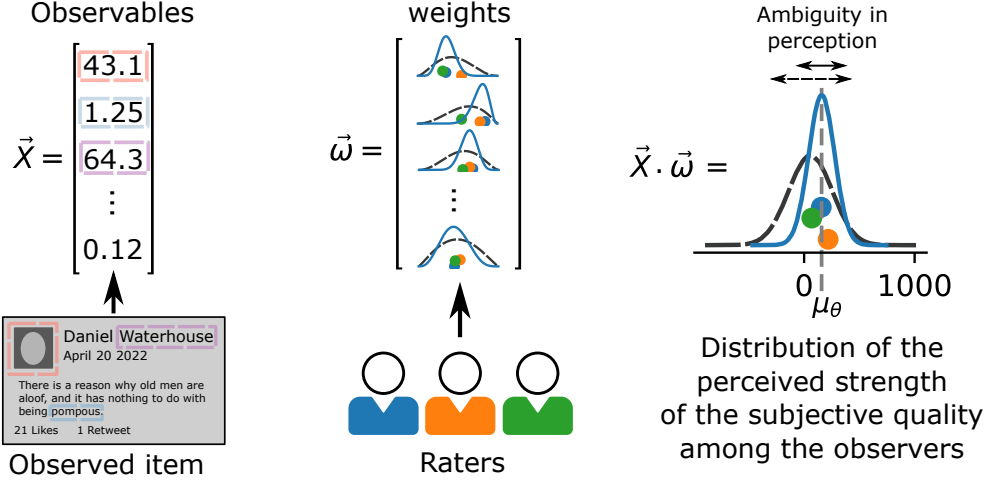 Observables
X⃗ =
43.1
1.25
64.3
⋮
0.12
Daniel Waterhouse
April 20 2022
There is a reason why old men are
aloof, and it has nothing to do with
being pompous.
21 Likes 1 Retweet
Observed item
weights
ω⃗ =
⋮
Raters
Ambiguity in
perception
X⃗ · ω⃗ =
0 1000
μθ
Distribution of the
perceived strength
of the subjective quality
among the observers